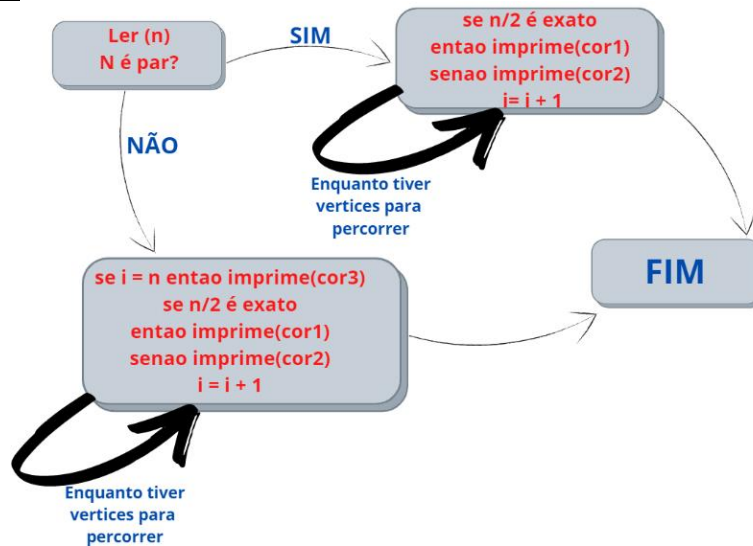 Ler (n)
N é par?
SIM
se n/2 é exato
entao imprime(cor1)
senao imprime(cor2)
i= i + 1
NÃO
Enquanto tiver
vertices para
percorrer
FIM
se i = n entao imprime(cor3)
se n/2 é exato
entao imprime(cor1)
senao imprime(cor2)
i = i + 1
Enquanto tiver
vertices para
percorrer